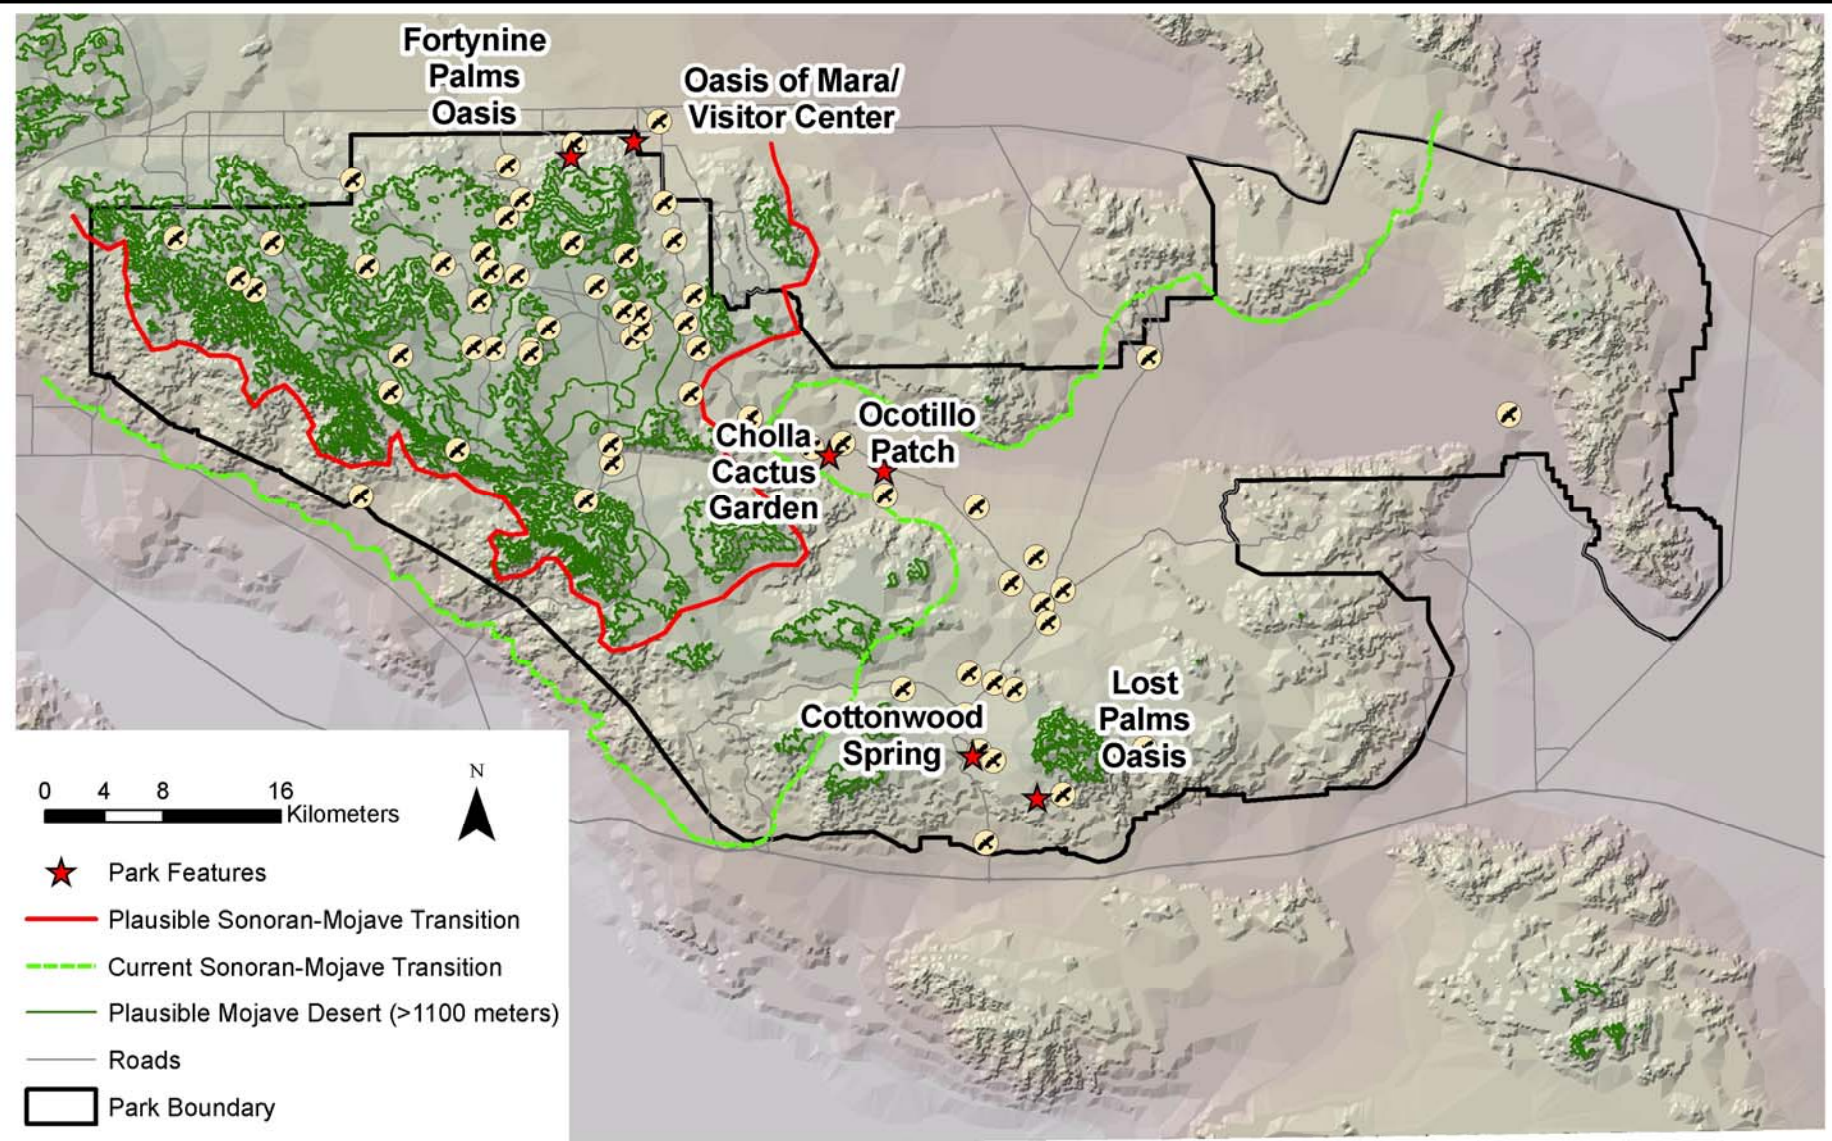 Fortynine
Palms
Oasis
Oasis of Mara/
Visitor Center
Ocotillo
Patch
Cholla
Cactus
Garden
Lost
Palms
Oasis
Cottonwood
Spring
N
0 4 8 16
Kilometers
Park Features
Plausible Sonoran-Mojave Transition
Current Sonoran-Mojave Transition
Plausible Mojave Desert (>1100 meters)
Roads
Park Boundary